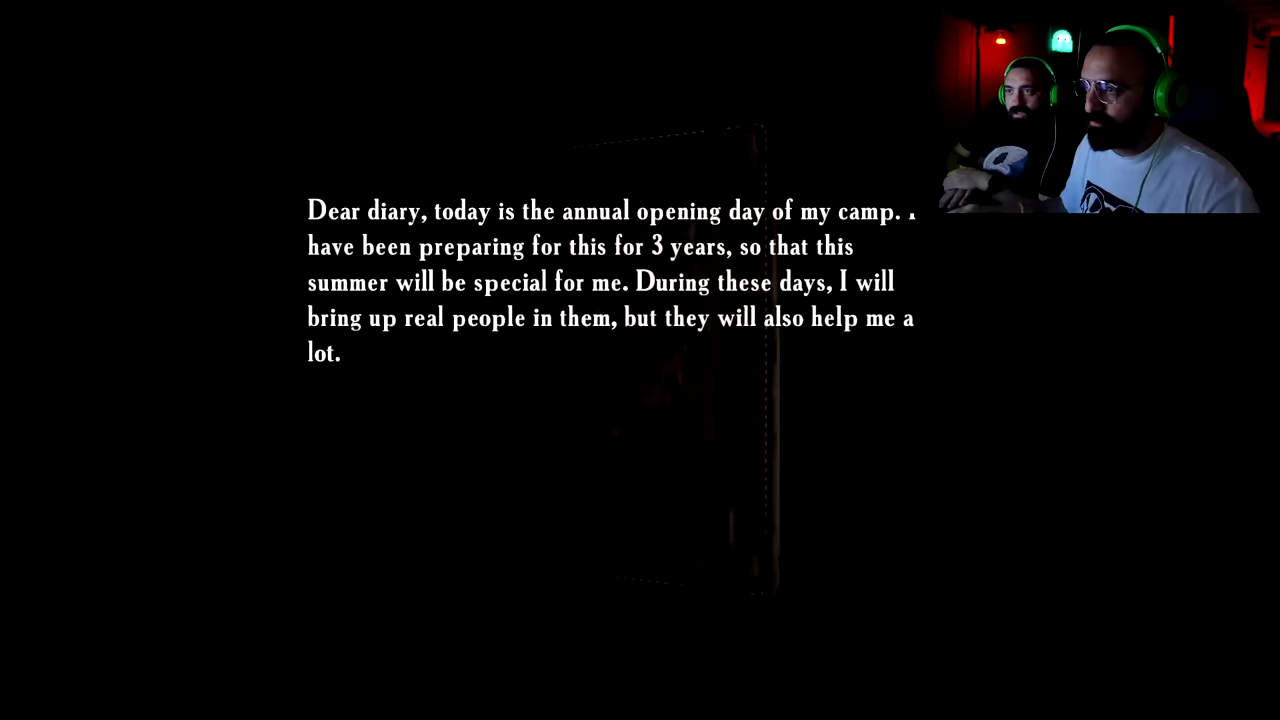 Dear diary, today is the annual opening day of my camp. I
have been preparing for this for 3 years, so that this
summer will be special for me. During these days, I will
bring up real people in them, but they will also help me a
lot.